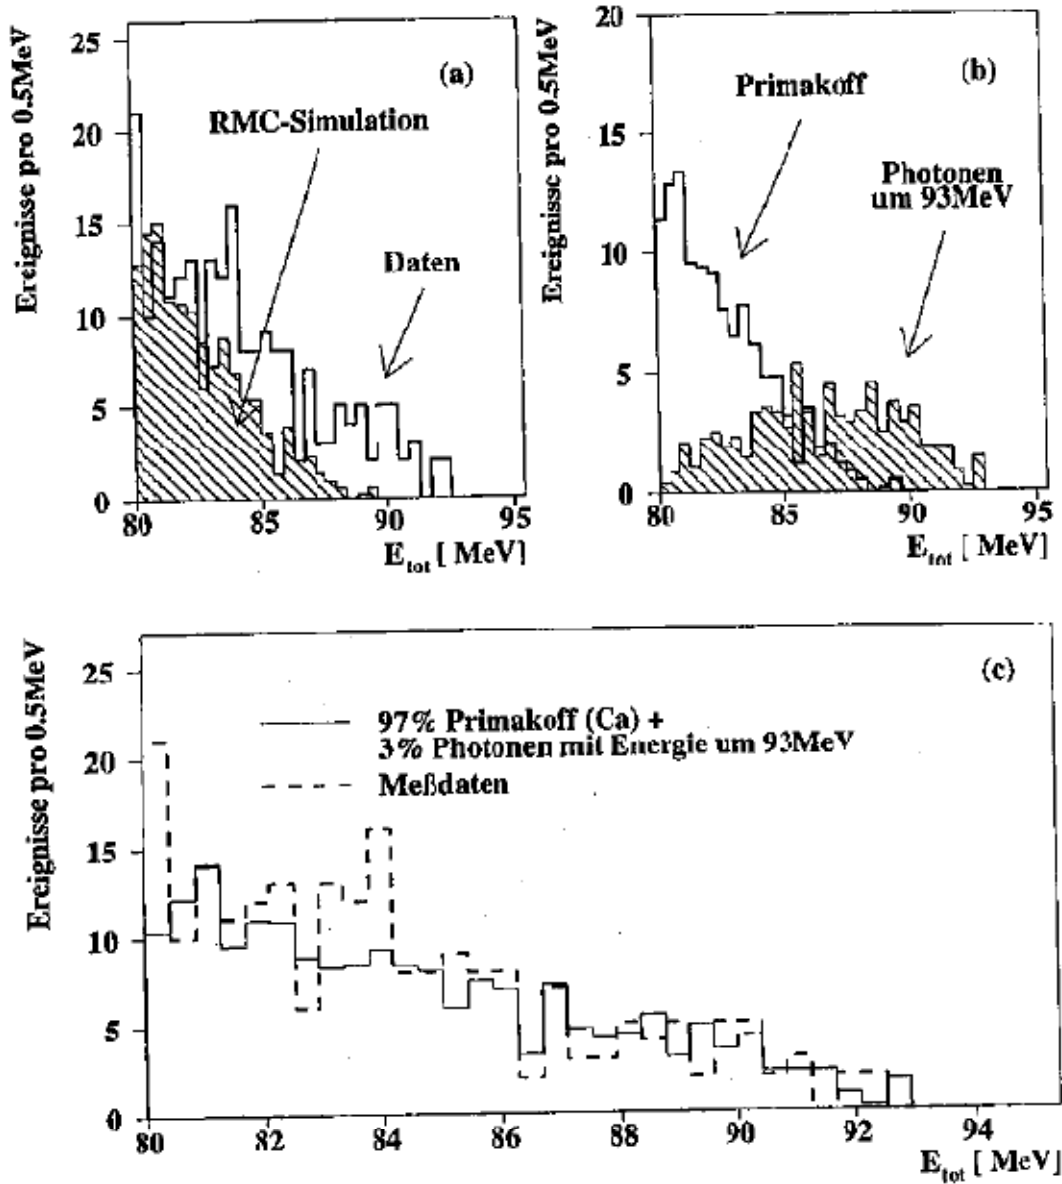 Ereignisse pro 0.5MeV
25
20
15
10
5
0
(a)
RMC-Simulation
Daten
80
85
90
95
E_tot [ MeV]
Ereignisse pro 0.5MeV
20
15
10
5
0
(b)
Primakoff
Photonen
um 93MeV
80
85
90
95
E_tot [ MeV]
Ereignisse pro 0.5MeV
25
20
15
10
5
0
(c)
97% Primakoff (Ca) +
3% Photonen mit Energie um 93MeV
Meßdaten
80
82
84
86
88
90
92
94
E_tot [ MeV]